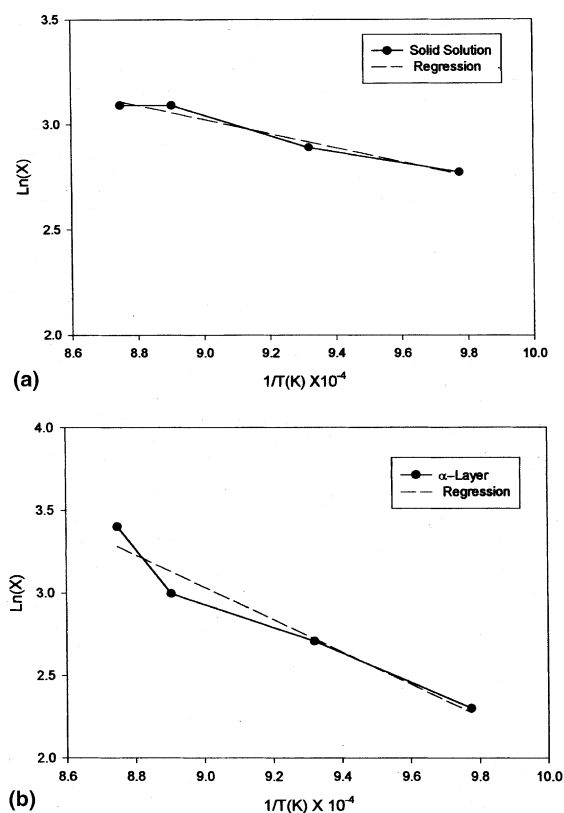 3.5
Solid Solution
Regression
3.0
Ln(X)
2.5
2.0
8.6 8.8 9.0 9.2 9.4 9.6 9.8 10.0
(a)
1/T(K) X10⁻⁴
4.0
α–Layer
Regression
3.5
Ln(X)
3.0
2.5
2.0
8.6 8.8 9.0 9.2 9.4 9.6 9.8 10.0
(b)
1/T(K) X 10⁻⁴